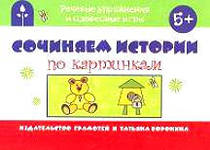 Речевые упражнения
и словесные игры
5+
СОЧИНЯЕМ ИСТОРИИ
по картинкам
ИЗДАТЕЛЬСТВО ГРАМОТЕЙ И ТАТЬЯНА ВОРОНИНА